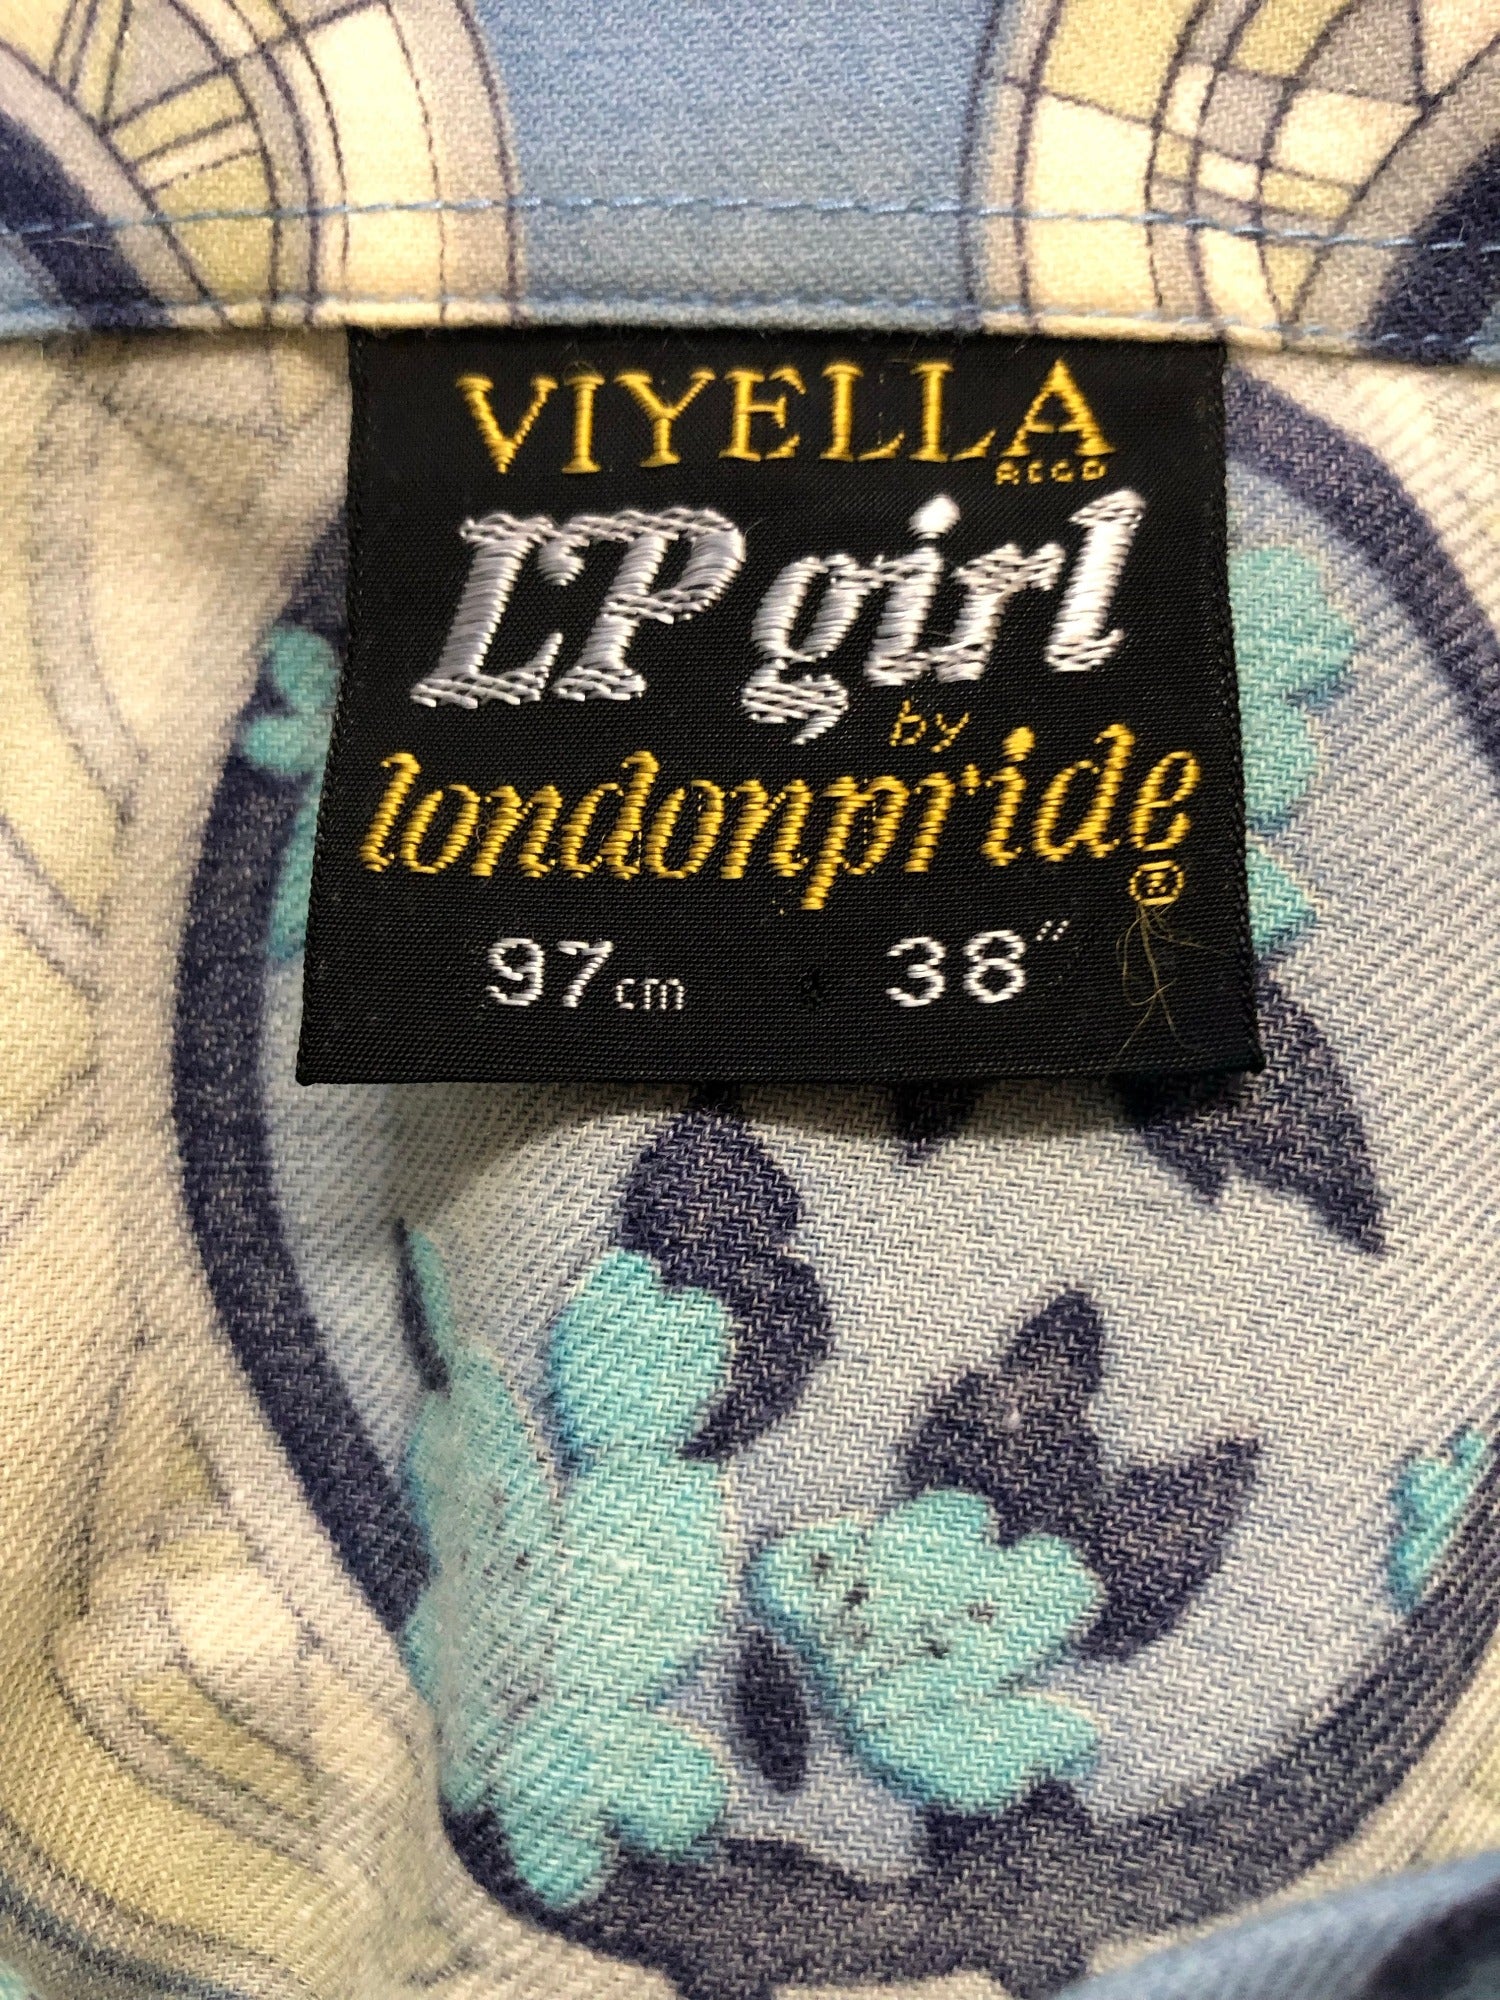 VIYELLA
REGD
LP girl
by
londonpride
®
97cm 38"